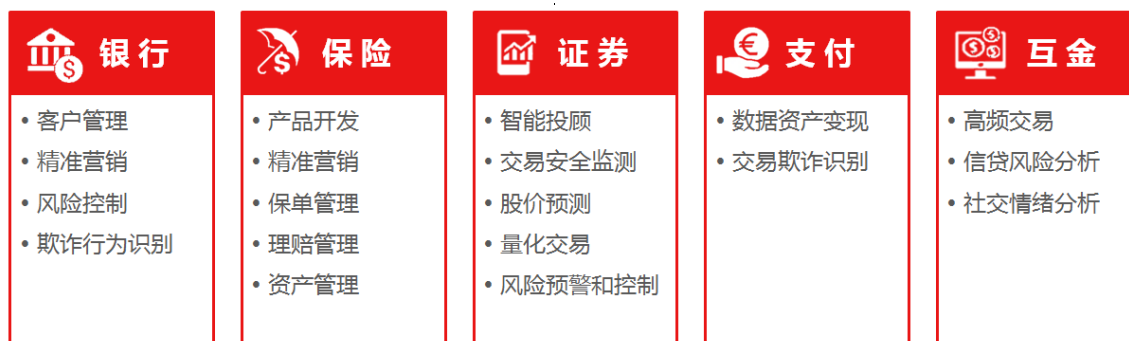 银行
• 客户管理
• 精准营销
• 风险控制
• 欺诈行为识别
保险
• 产品开发
• 精准营销
• 保单管理
• 理赔管理
• 资产管理
证券
• 智能投顾
• 交易安全监测
• 股价预测
• 量化交易
• 风险预警和控制
支付
• 数据资产变现
• 交易欺诈识别
互金
• 高频交易
• 信贷风险分析
• 社交情绪分析